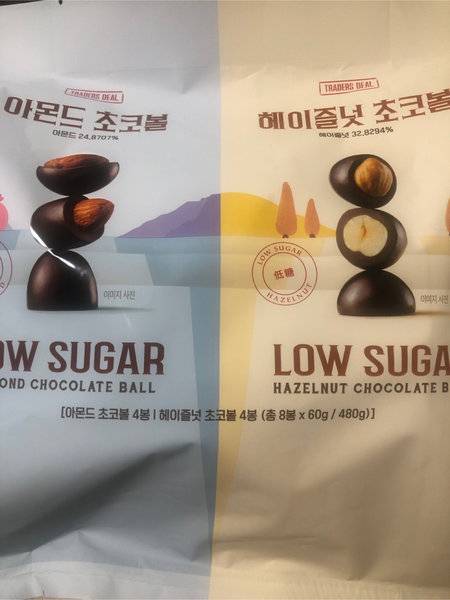 TRADERS DEAL
아몬드 초코볼
아몬드 24.8707%
이미지 사진
OW SUGAR
OND CHOCOLATE BALL
TRADERS DEAL
헤이즐넛 초코볼
헤이즐넛 32.8294%
LOW SUGAR
低糖
HAZELNUT
이미지 사진
LOW SUGA
HAZELNUT CHOCOLATE B
[아몬드 초코볼 4봉 I 헤이즐넛 초코볼 4봉 (총 8봉 x 60g / 480g)]